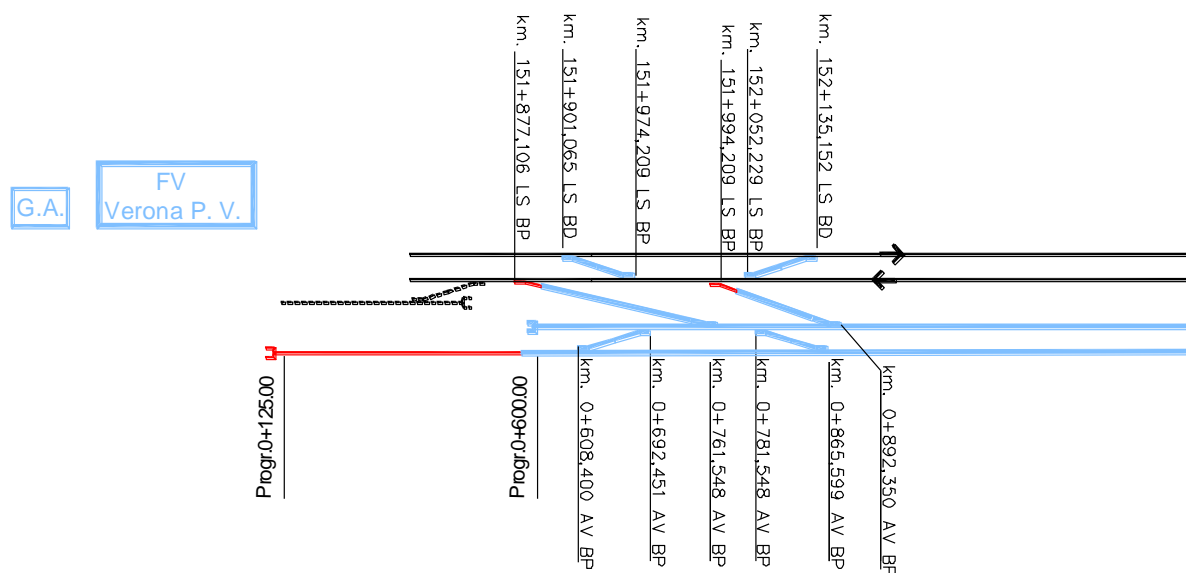 km. 151+877,106 LS BP
km. 151+901,065 LS BD
km. 151+974,209 LS BP
km. 151+994,209 LS BP
km. 152+052,229 LS BP
km. 152+135,152 LS BD
G.A.
FV
Verona P. V.
Progr.0+125.00
Progr.0+600.00
km. 0+608,400 AV BP
km. 0+692,451 AV BP
km. 0+761,548 AV BP
km. 0+781,548 AV BP
km. 0+865,599 AV BP
km. 0+892,350 AV BP